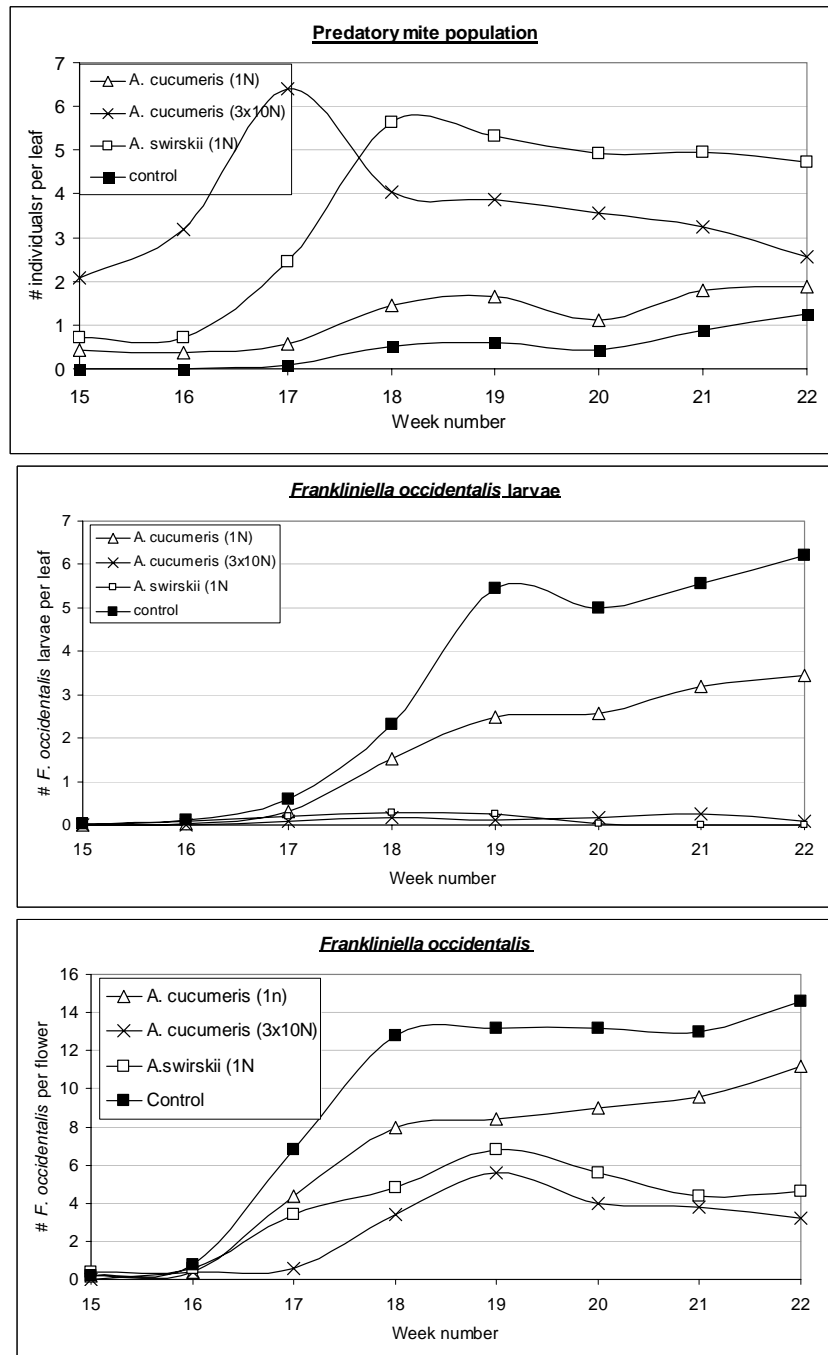 Predatory mite population
7
6
5
4
3
2
1
0
# individualsr per leaf
A. cucumeris (1N)
A. cucumeris (3x10N)
A. swirskii (1N)
control
15 16 17 18 19 20 21 22
Week number
Frankliniella occidentalis larvae
7
6
5
4
3
2
1
0
# F. occidentalis larvae per leaf
A. cucumeris (1N)
A. cucumeris (3x10N)
A. swirskii (1N
control
15 16 17 18 19 20 21 22
Week number
Frankliniella occidentalis
16
14
12
10
8
6
4
2
0
# F. occidentalis per flower
A. cucumeris (1n)
A. cucumeris (3x10N)
A.swirskii (1N
Control
15 16 17 18 19 20 21 22
Week number